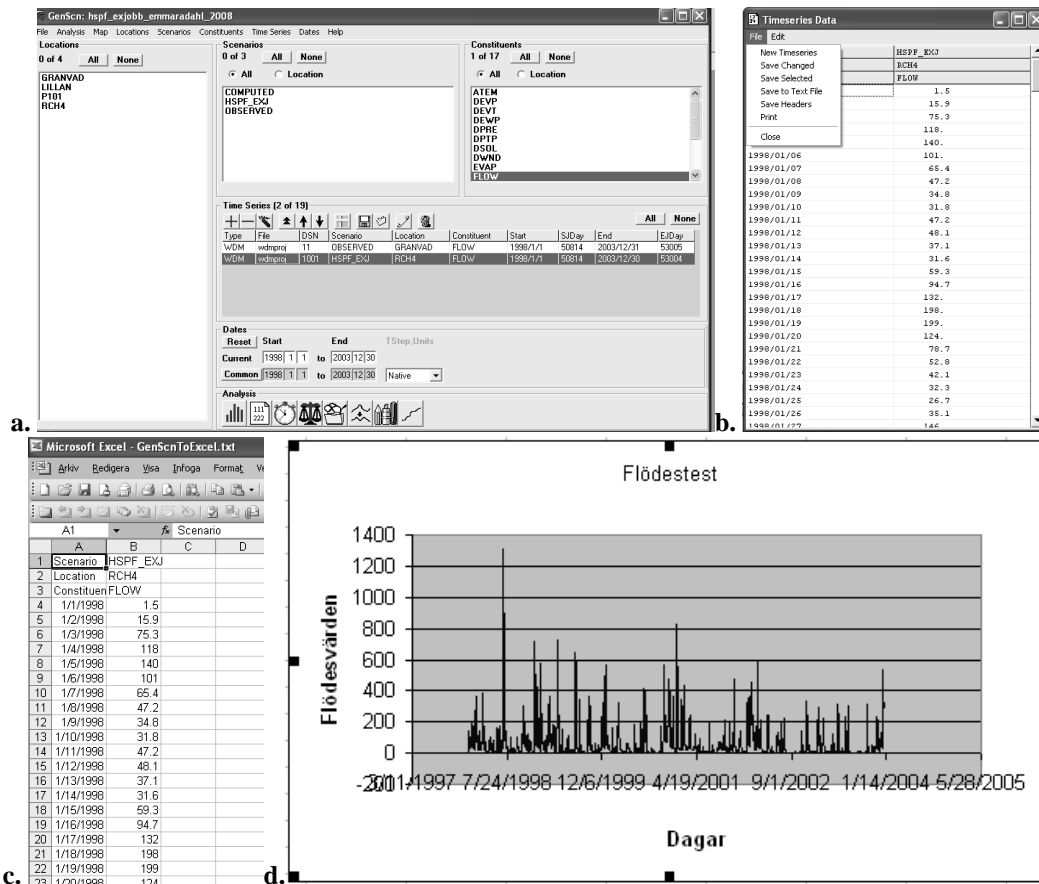 GenScn: hspf_exjobb_emmaradahl_2008
File Analysis Map Locations Scenarios Constituents Time Series Dates Help
Locations
0 of 4 All None
GRANVAD
LILLAN
P101
RCH4
Scenarios
0 of 3 All None
All Location
COMPUTED
HSPF_EXJ
OBSERVED
Constituents
1 of 17 All None
All Location
ATEM
DEVP
DEVT
DEWP
DPRE
DPTP
DSOL
DWND
EVAP
FLOW
Time Series (2 of 19)
All None
Type File DSN Scenario Location Constituent Start SJDay End EJDay
WDM wdmproj 11 OBSERVED GRANVAD FLOW 1998/1/1 50814 2003/12/31 53005
WDM wdmproj 1001 HSPF_EXJ RCH4 FLOW 1998/1/1 50814 2003/12/30 53004
Dates
Reset Start End TStep,Units
Current 1998 1 1 to 2003 12 30
Common 1998 1 1 to 2003 12 30 Native
Analysis
111
222
a.
Timeseries Data
File Edit
New Timeseries
Save Changed
Save Selected
Save to Text File
Save Headers
Print
Close
HSPF_EXJ
RCH4
FLOW
1.5
15.9
75.3
118.
140.
1998/01/06 101.
1998/01/07 65.4
1998/01/08 47.2
1998/01/09 34.8
1998/01/10 31.8
1998/01/11 47.2
1998/01/12 48.1
1998/01/13 37.1
1998/01/14 31.6
1998/01/15 59.3
1998/01/16 94.7
1998/01/17 132.
1998/01/18 198.
1998/01/19 199.
1998/01/20 124.
1998/01/21 78.7
1998/01/22 52.8
1998/01/23 42.1
1998/01/24 32.3
1998/01/25 26.7
1998/01/26 35.1
1998/01/27 146
b.
Microsoft Excel - GenScnToExcel.txt
Arkiv Redigera Visa Infoga Format
A1 fx Scenario
A B C D
1 Scenario HSPF_EXJ
2 Location RCH4
3 Constituen FLOW
4 1/1/1998 1.5
5 1/2/1998 15.9
6 1/3/1998 75.3
7 1/4/1998 118
8 1/5/1998 140
9 1/6/1998 101
10 1/7/1998 65.4
11 1/8/1998 47.2
12 1/9/1998 34.8
13 1/10/1998 31.8
14 1/11/1998 47.2
15 1/12/1998 48.1
16 1/13/1998 37.1
17 1/14/1998 31.6
18 1/15/1998 59.3
19 1/16/1998 94.7
20 1/17/1998 132
21 1/18/1998 198
22 1/19/1998 199
23 1/20/1998 124
c.
Flödestest
Flödesvärden
1400
1200
1000
800
600
400
200
0
-200
7/24/1998 12/6/1999 4/19/2001 9/1/2002 1/14/2004 5/28/2005
Dagar
d.